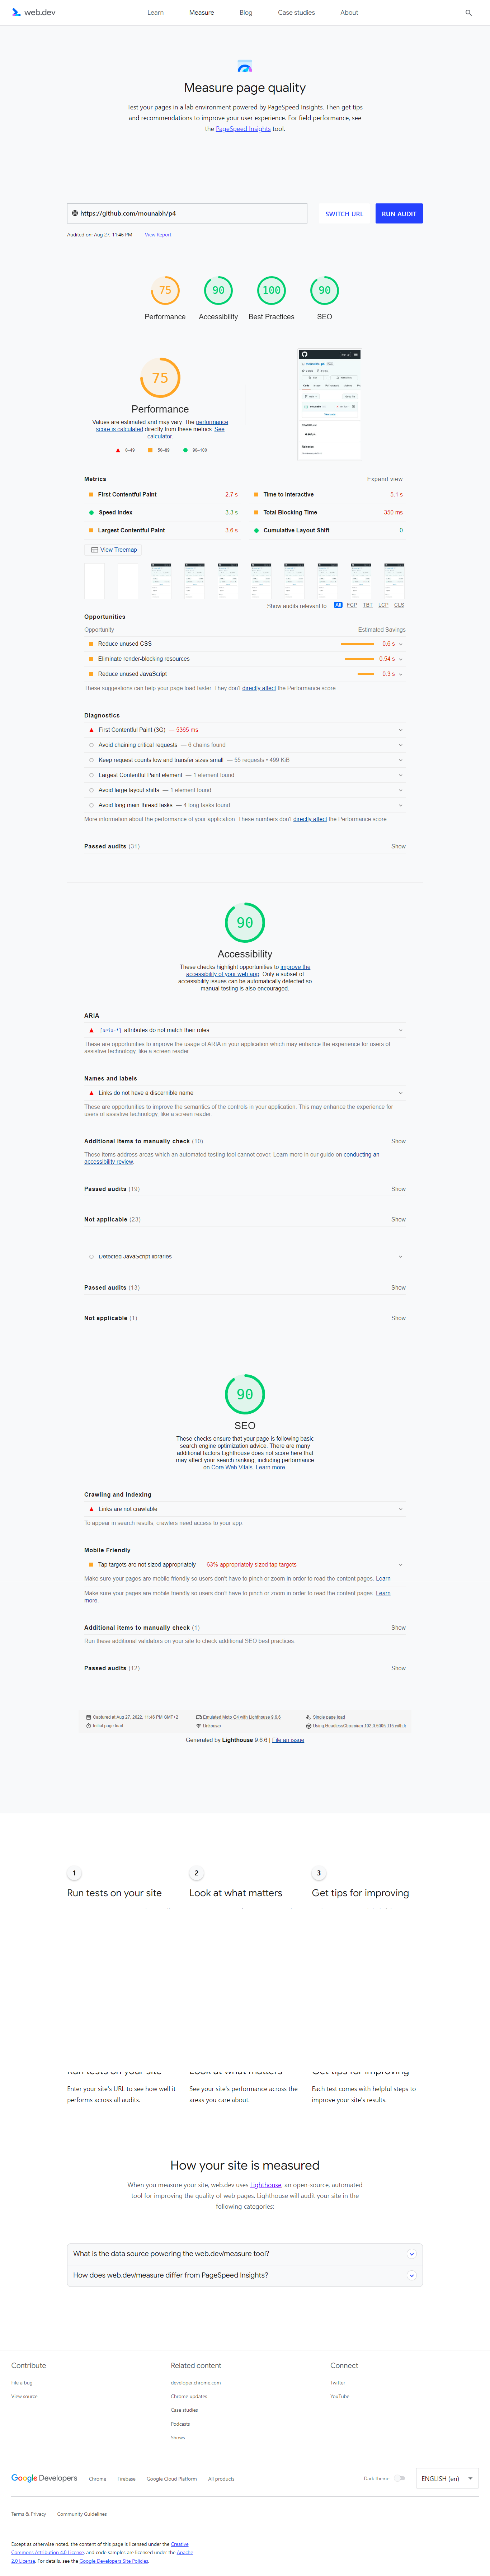 web.dev
Learn
Measure
Blog
Case studies
About
Measure page quality
Test your pages in a lab environment powered by PageSpeed Insights. Then get tips
and recommendations to improve your user experience. For field performance, see
the PageSpeed Insights tool.
https://github.com/mounabh/p4
SWITCH URL
RUN AUDIT
Audited on: Aug 27, 11:46 PM
View Report
75
90
100
90
Performance
Accessibility
Best Practices
SEO
75
Performance
Values are estimated and may vary. The performance
score is calculated directly from these metrics. See
calculator.
0–49
50–89
90–100
Metrics
Expand view
First Contentful Paint
2.7 s
Time to Interactive
5.1 s
Speed Index
3.3 s
Total Blocking Time
350 ms
Largest Contentful Paint
3.6 s
Cumulative Layout Shift
0
View Treemap
Show audits relevant to:
All
FCP
TBT
LCP
CLS
Opportunities
Opportunity
Estimated Savings
Reduce unused CSS
0.6 s
Eliminate render-blocking resources
0.54 s
Reduce unused JavaScript
0.3 s
These suggestions can help your page load faster. They don't directly affect the Performance score.
Diagnostics
First Contentful Paint (3G) — 5365 ms
Avoid chaining critical requests — 6 chains found
Keep request counts low and transfer sizes small — 55 requests • 499 KiB
Largest Contentful Paint element — 1 element found
Avoid large layout shifts — 1 element found
Avoid long main-thread tasks — 4 long tasks found
More information about the performance of your application. These numbers don't directly affect the Performance score.
Passed audits (31)
Show
90
Accessibility
These checks highlight opportunities to improve the
accessibility of your web app. Only a subset of
accessibility issues can be automatically detected so
manual testing is also encouraged.
ARIA
[aria-*] attributes do not match their roles
These are opportunities to improve the usage of ARIA in your application which may enhance the experience for users of
assistive technology, like a screen reader.
Names and labels
Links do not have a discernible name
These are opportunities to improve the semantics of the controls in your application. This may enhance the experience for
users of assistive technology, like a screen reader.
Additional items to manually check (10)
Show
These items address areas which an automated testing tool cannot cover. Learn more in our guide on conducting an
accessibility review.
Passed audits (19)
Show
Not applicable (23)
Show
Detected JavaScript libraries
Passed audits (13)
Show
Not applicable (1)
Show
90
SEO
These checks ensure that your page is following basic
search engine optimization advice. There are many
additional factors Lighthouse does not score here that
may affect your search ranking, including performance
on Core Web Vitals. Learn more.
Crawling and Indexing
Links are not crawlable
To appear in search results, crawlers need access to your app.
Mobile Friendly
Tap targets are not sized appropriately — 63% appropriately sized tap targets
Make sure your pages are mobile friendly so users don't have to pinch or zoom in order to read the content pages. Learn
Make sure your pages are mobile friendly so users don't have to pinch or zoom in order to read the content pages. Learn
more.
Additional items to manually check (1)
Show
Run these additional validators on your site to check additional SEO best practices.
Passed audits (12)
Show
Captured at Aug 27, 2022, 11:46 PM GMT+2
Emulated Moto G4 with Lighthouse 9.6.6
Single page load
Initial page load
Unknown
Using HeadlessChromium 102.0.5005.115 with lr
Generated by Lighthouse 9.6.6 | File an issue
1
2
3
Run tests on your site
Look at what matters
Get tips for improving
Run tests on your site
Look at what matters
Get tips for improving
Enter your site's URL to see how well it
performs across all audits.
See your site's performance across the
areas you care about.
Each test comes with helpful steps to
improve your site's results.
How your site is measured
When you measure your site, web.dev uses Lighthouse, an open-source, automated
tool for improving the quality of web pages. Lighthouse will audit your site in the
following categories:
What is the data source powering the web.dev/measure tool?
How does web.dev/measure differ from PageSpeed Insights?
Contribute
File a bug
View source
Related content
developer.chrome.com
Chrome updates
Case studies
Podcasts
Shows
Connect
Twitter
YouTube
Google Developers
Chrome
Firebase
Google Cloud Platform
All products
Dark theme
ENGLISH (en)
Terms & Privacy
Community Guidelines
Except as otherwise noted, the content of this page is licensed under the Creative
Commons Attribution 4.0 License, and code samples are licensed under the Apache
2.0 License. For details, see the Google Developers Site Policies.